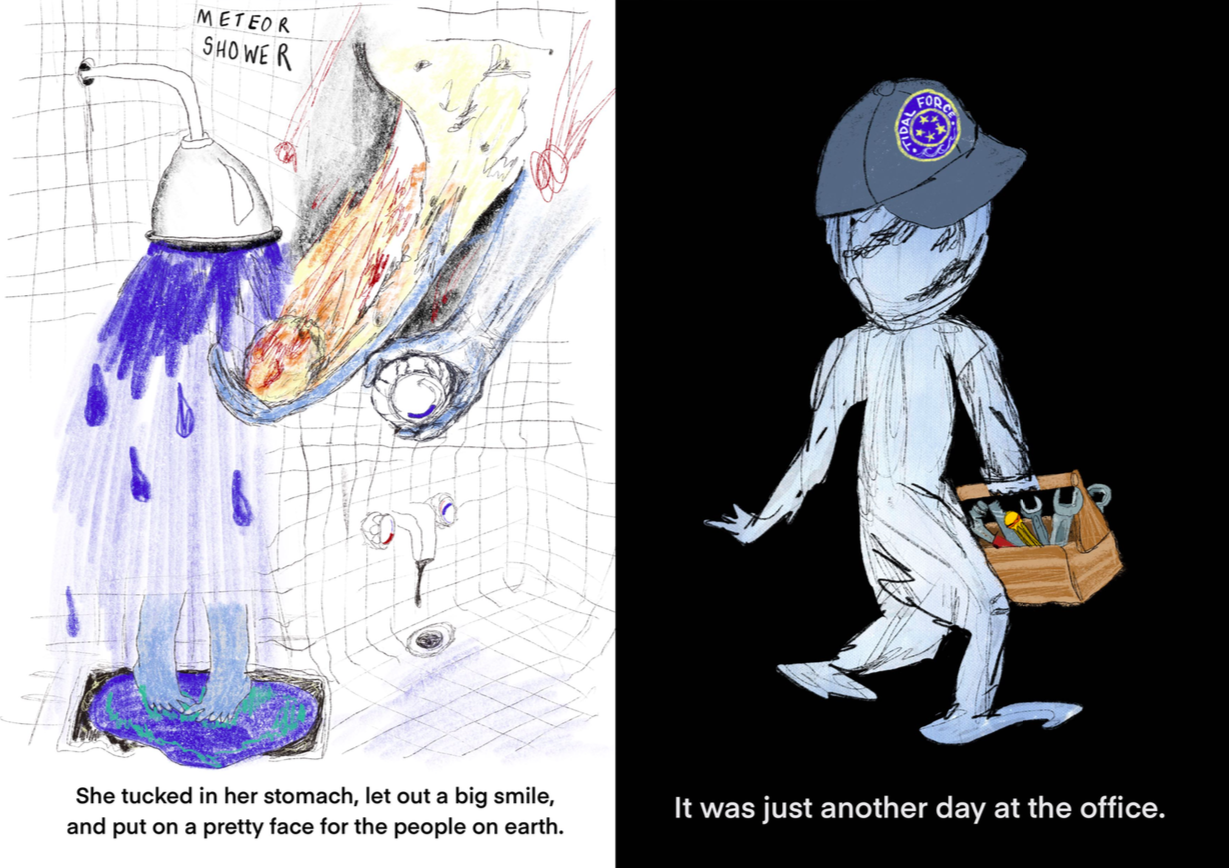 METEOR
SHOWER
She tucked in her stomach, let out a big smile,
and put on a pretty face for the people on earth.
TIDAL FORCE
It was just another day at the office.